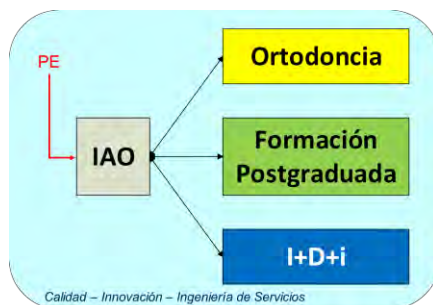 PE
IAO
Ortodoncia
Formación
Postgraduada
I+D+i
Calidad – Innovación – Ingeniería de Servicios